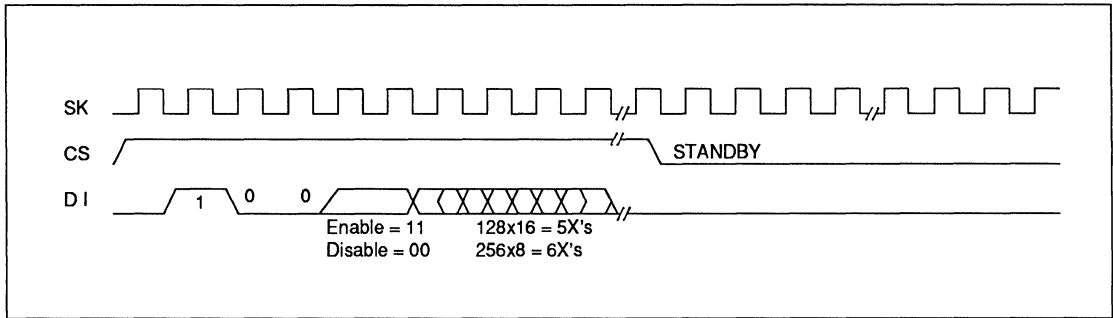 SK
CS
STANDBY
DI
1
0
0
Enable = 11
128x16 = 5X's
Disable = 00
256x8 = 6X's